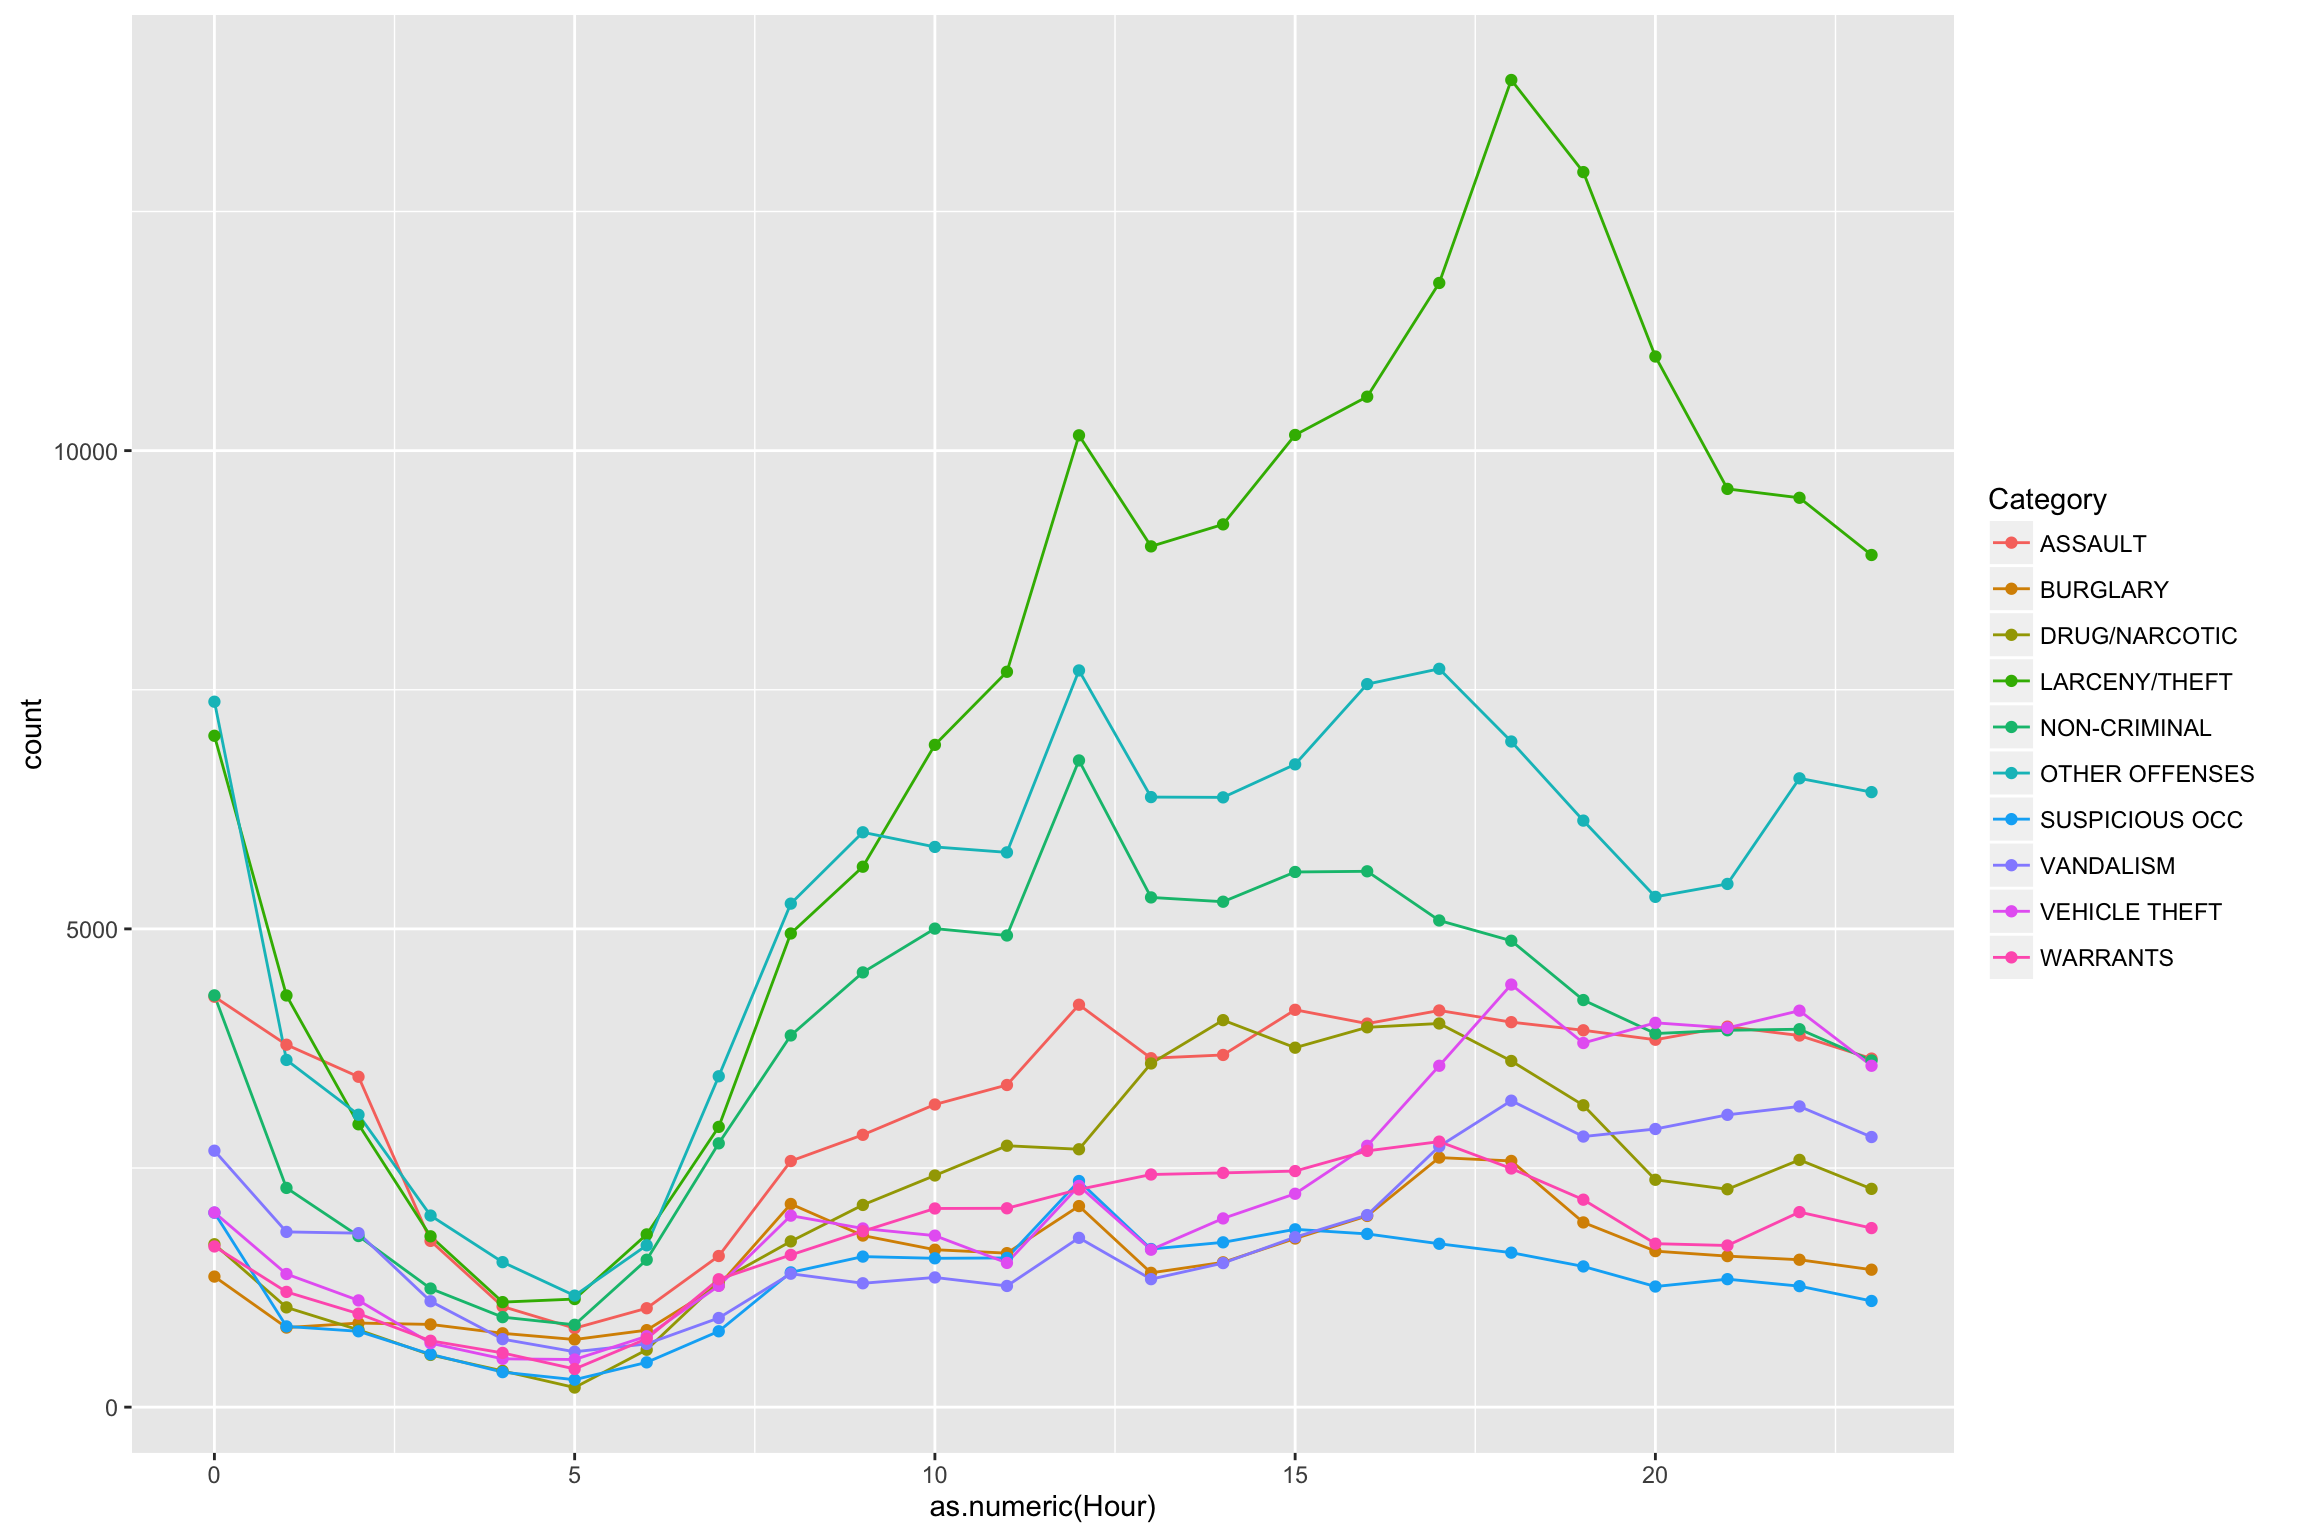 count
10000
5000
0
0 5 10 15 20
as.numeric(Hour)
Category
ASSAULT
BURGLARY
DRUG/NARCOTIC
LARCENY/THEFT
NON-CRIMINAL
OTHER OFFENSES
SUSPICIOUS OCC
VANDALISM
VEHICLE THEFT
WARRANTS